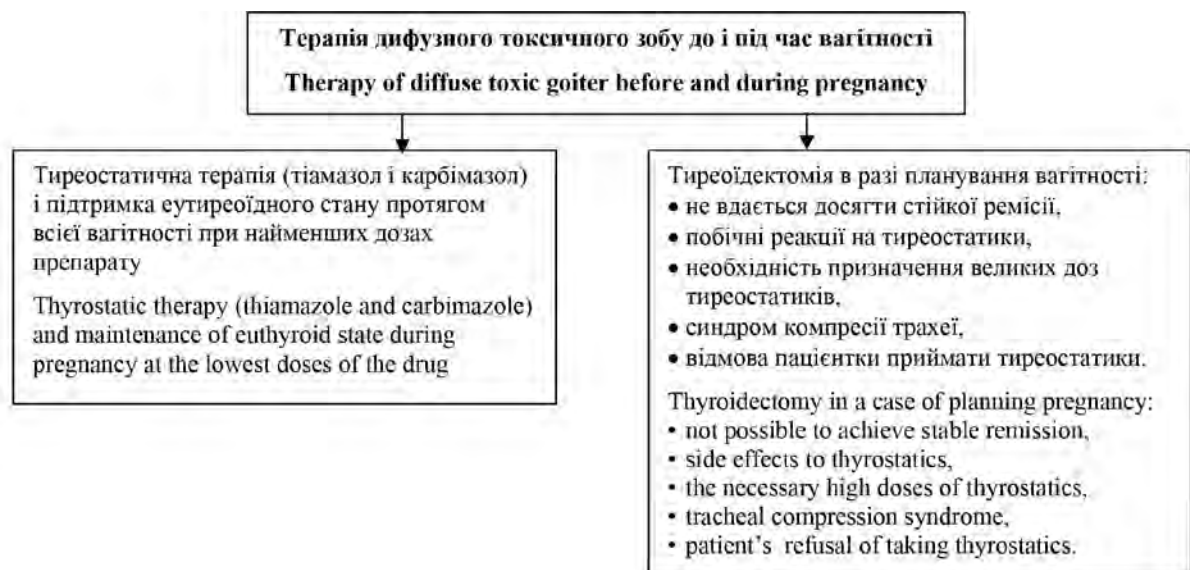 Терапія дифузного токсичного зобу до і під час вагітності
Therapy of diffuse toxic goiter before and during pregnancy
Тиреостатична терапія (тіамазол і карбімазол)
і підтримка еутиреоїдного стану протягом
всієї вагітності при найменших дозах
препарату
Thyrostatic therapy (thiamazole and carbimazole)
and maintenance of euthyroid state during
pregnancy at the lowest doses of the drug
Тиреоїдектомія в разі планування вагітності:
• не вдається досягти стійкої ремісії,
• побічні реакції на тиреостатики,
• необхідність призначення великих доз
тиреостатиків,
• синдром компресії трахеї,
• відмова пацієнтки приймати тиреостатики.
Thyroidectomy in a case of planning pregnancy:
• not possible to achieve stable remission,
• side effects to thyrostatics,
• the necessary high doses of thyrostatics,
• tracheal compression syndrome,
• patient's refusal of taking thyrostatics.